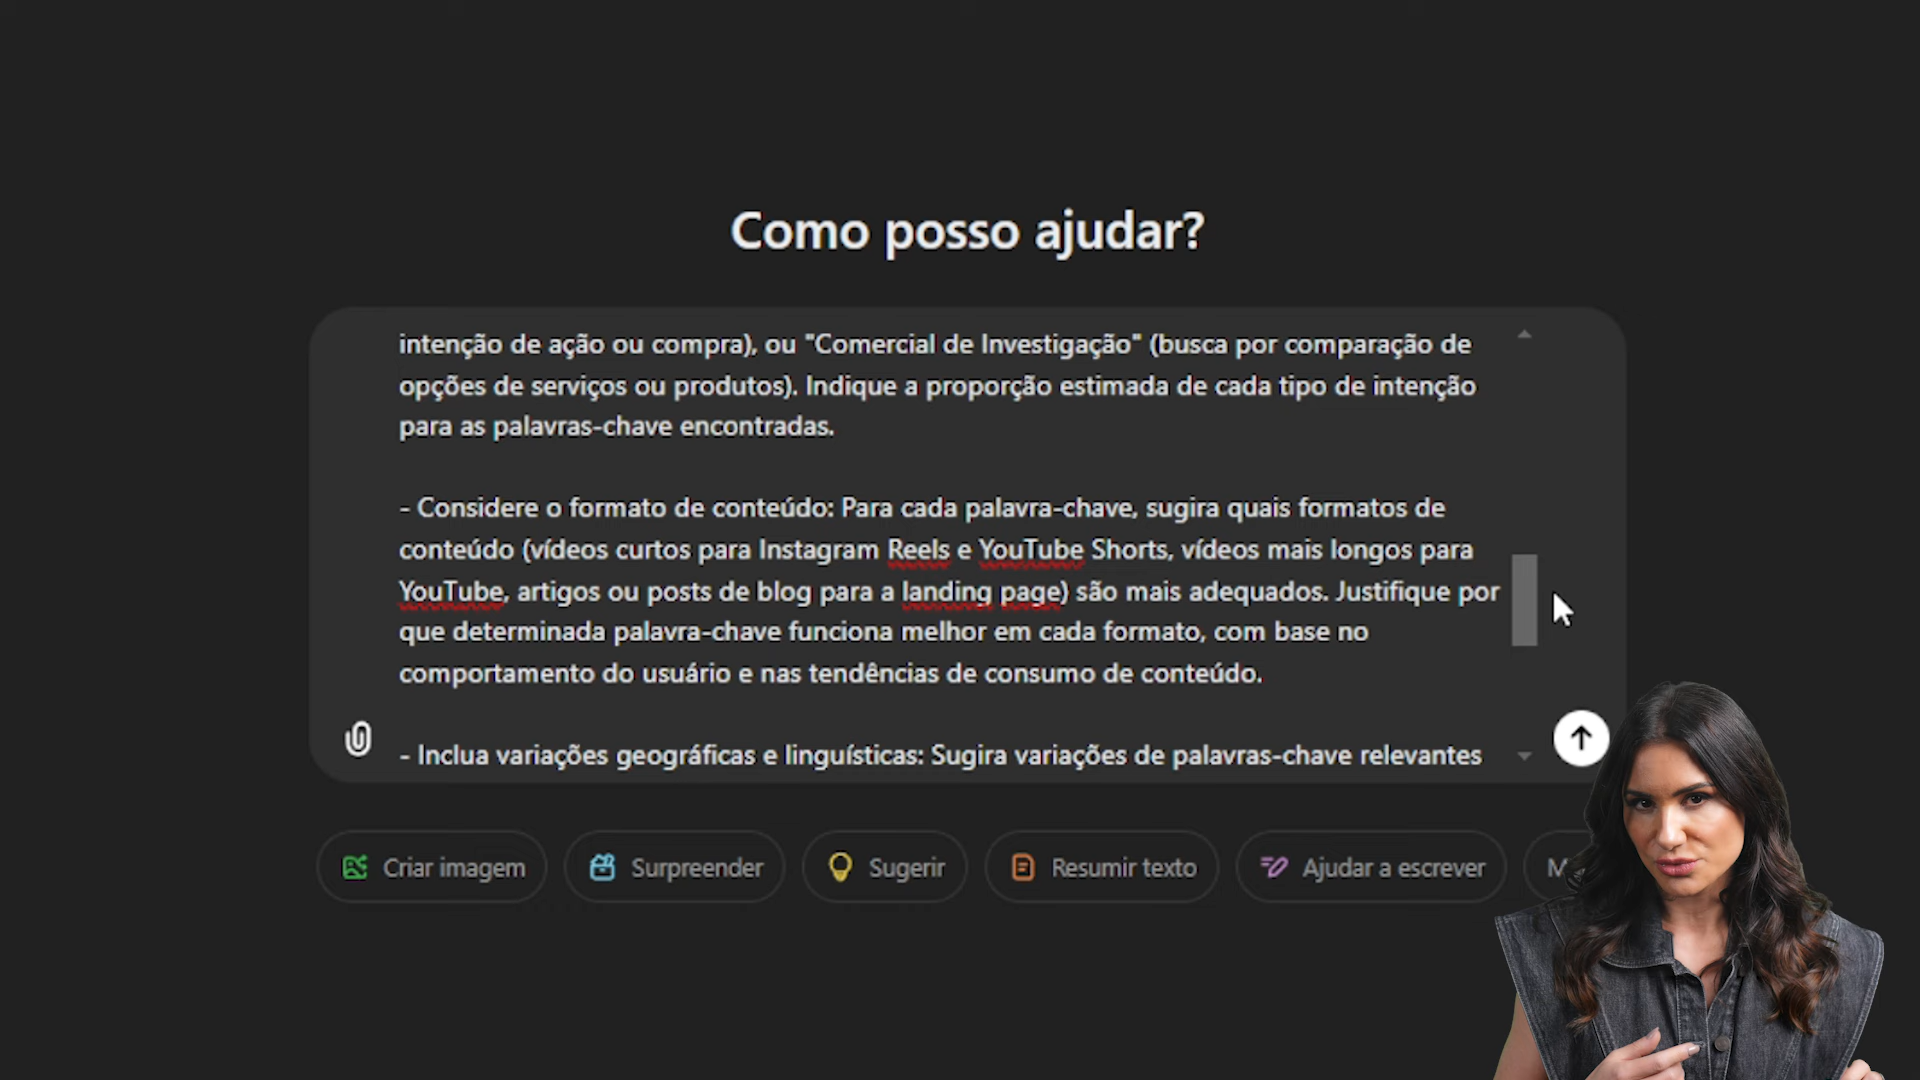 Como posso ajudar?
intenção de ação ou compra), ou "Comercial de Investigação" (busca por comparação de
opções de serviços ou produtos). Indique a proporção estimada de cada tipo de intenção
para as palavras-chave encontradas.
- Considere o formato de conteúdo: Para cada palavra-chave, sugira quais formatos de
conteúdo (vídeos curtos para Instagram Reels e YouTube Shorts, vídeos mais longos para
YouTube, artigos ou posts de blog para a landing page) são mais adequados. Justifique por
que determinada palavra-chave funciona melhor em cada formato, com base no
comportamento do usuário e nas tendências de consumo de conteúdo.
- Inclua variações geográficas e linguísticas: Sugira variações de palavras-chave relevantes
Criar imagem
Surpreender
Sugerir
Resumir texto
Ajudar a escrever